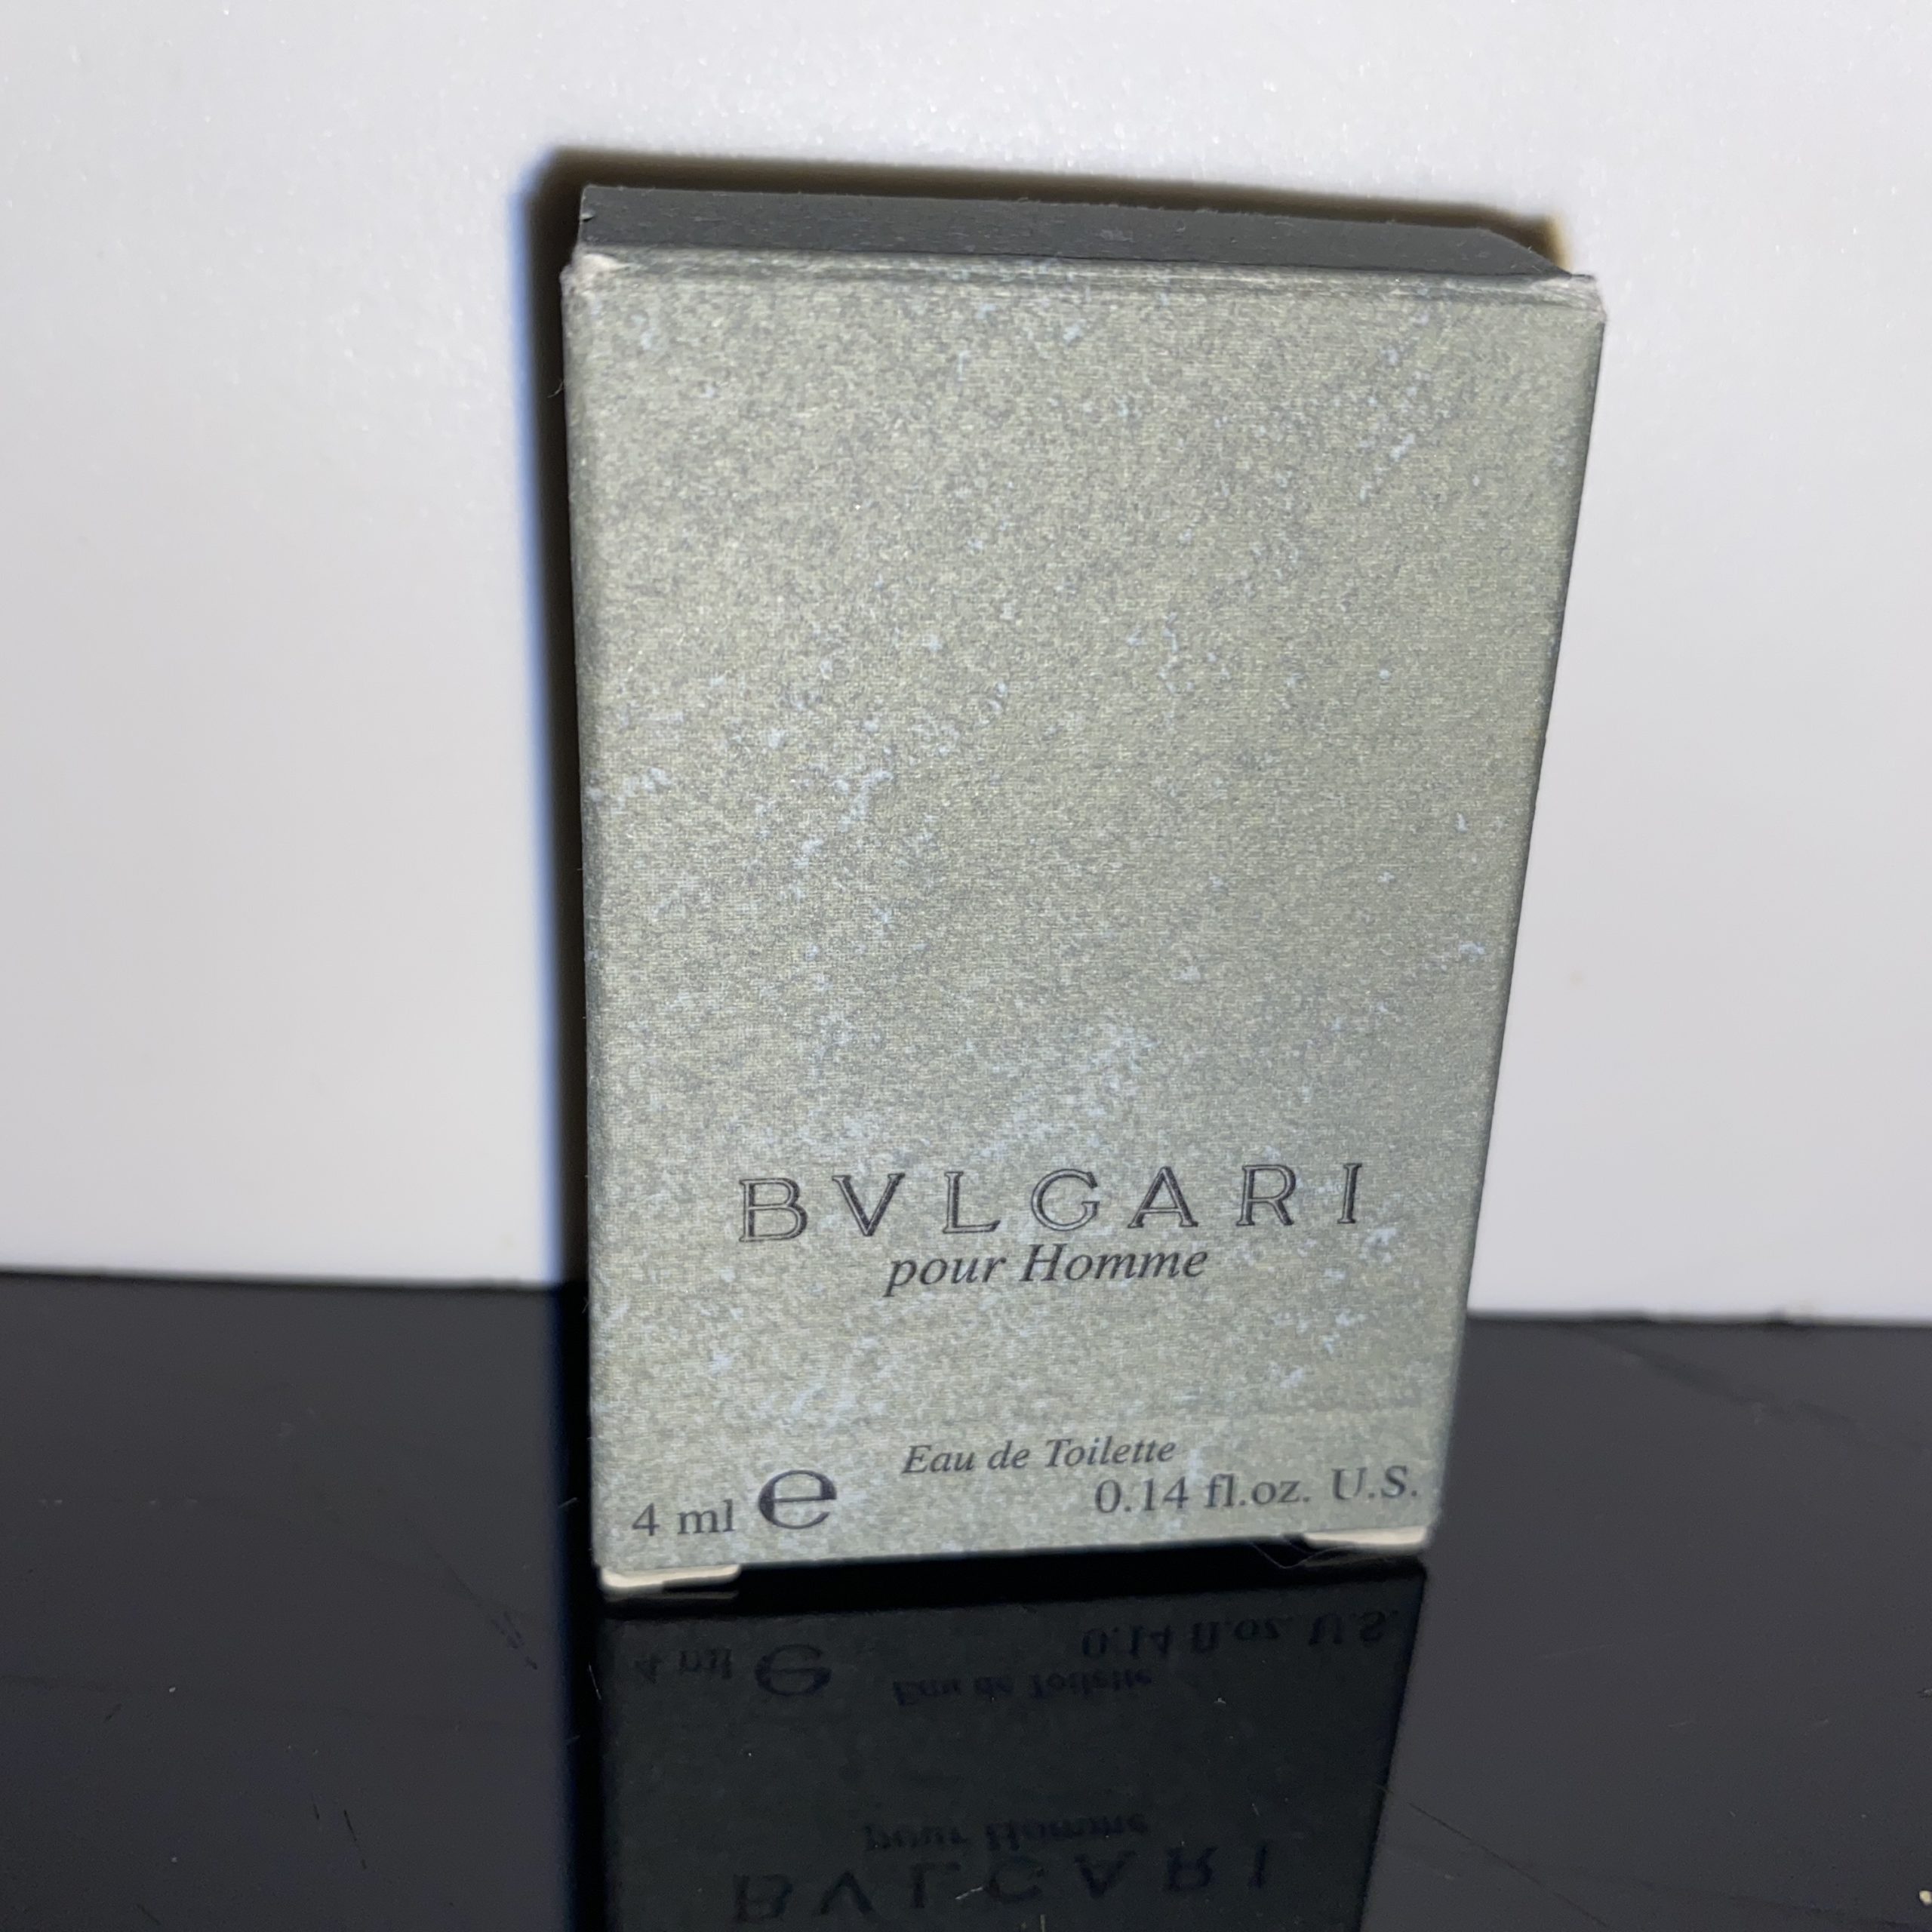 BVLGARI
pour Homme
Eau de Toilette
4 ml e 0.14 fl.oz. U.S.